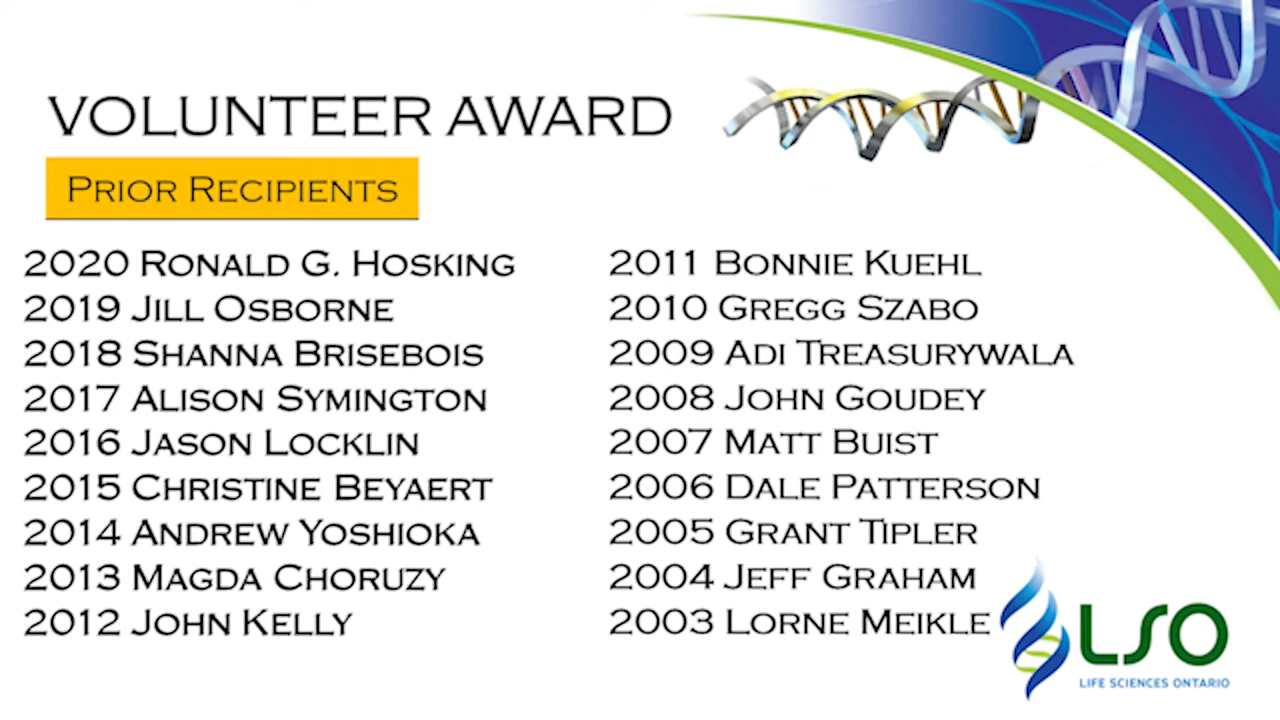 VOLUNTEER AWARD
PRIOR RECIPIENTS
2020 RONALD G. HOSKING
2019 JILL OSBORNE
2018 SHANNA BRISEBOIS
2017 ALISON SYMINGTON
2016 JASON LOCKLIN
2015 CHRISTINE BEYAERT
2014 ANDREW YOSHIOKA
2013 MAGDA CHORUZY
2012 JOHN KELLY
2011 BONNIE KUEHL
2010 GREGG SZABO
2009 ADI TREASURYWALA
2008 JOHN GOUDEY
2007 MATT BUIST
2006 DALE PATTERSON
2005 GRANT TIPLER
2004 JEFF GRAHAM
2003 LORNE MEIKLE
LSO
LIFE SCIENCES ONTARIO